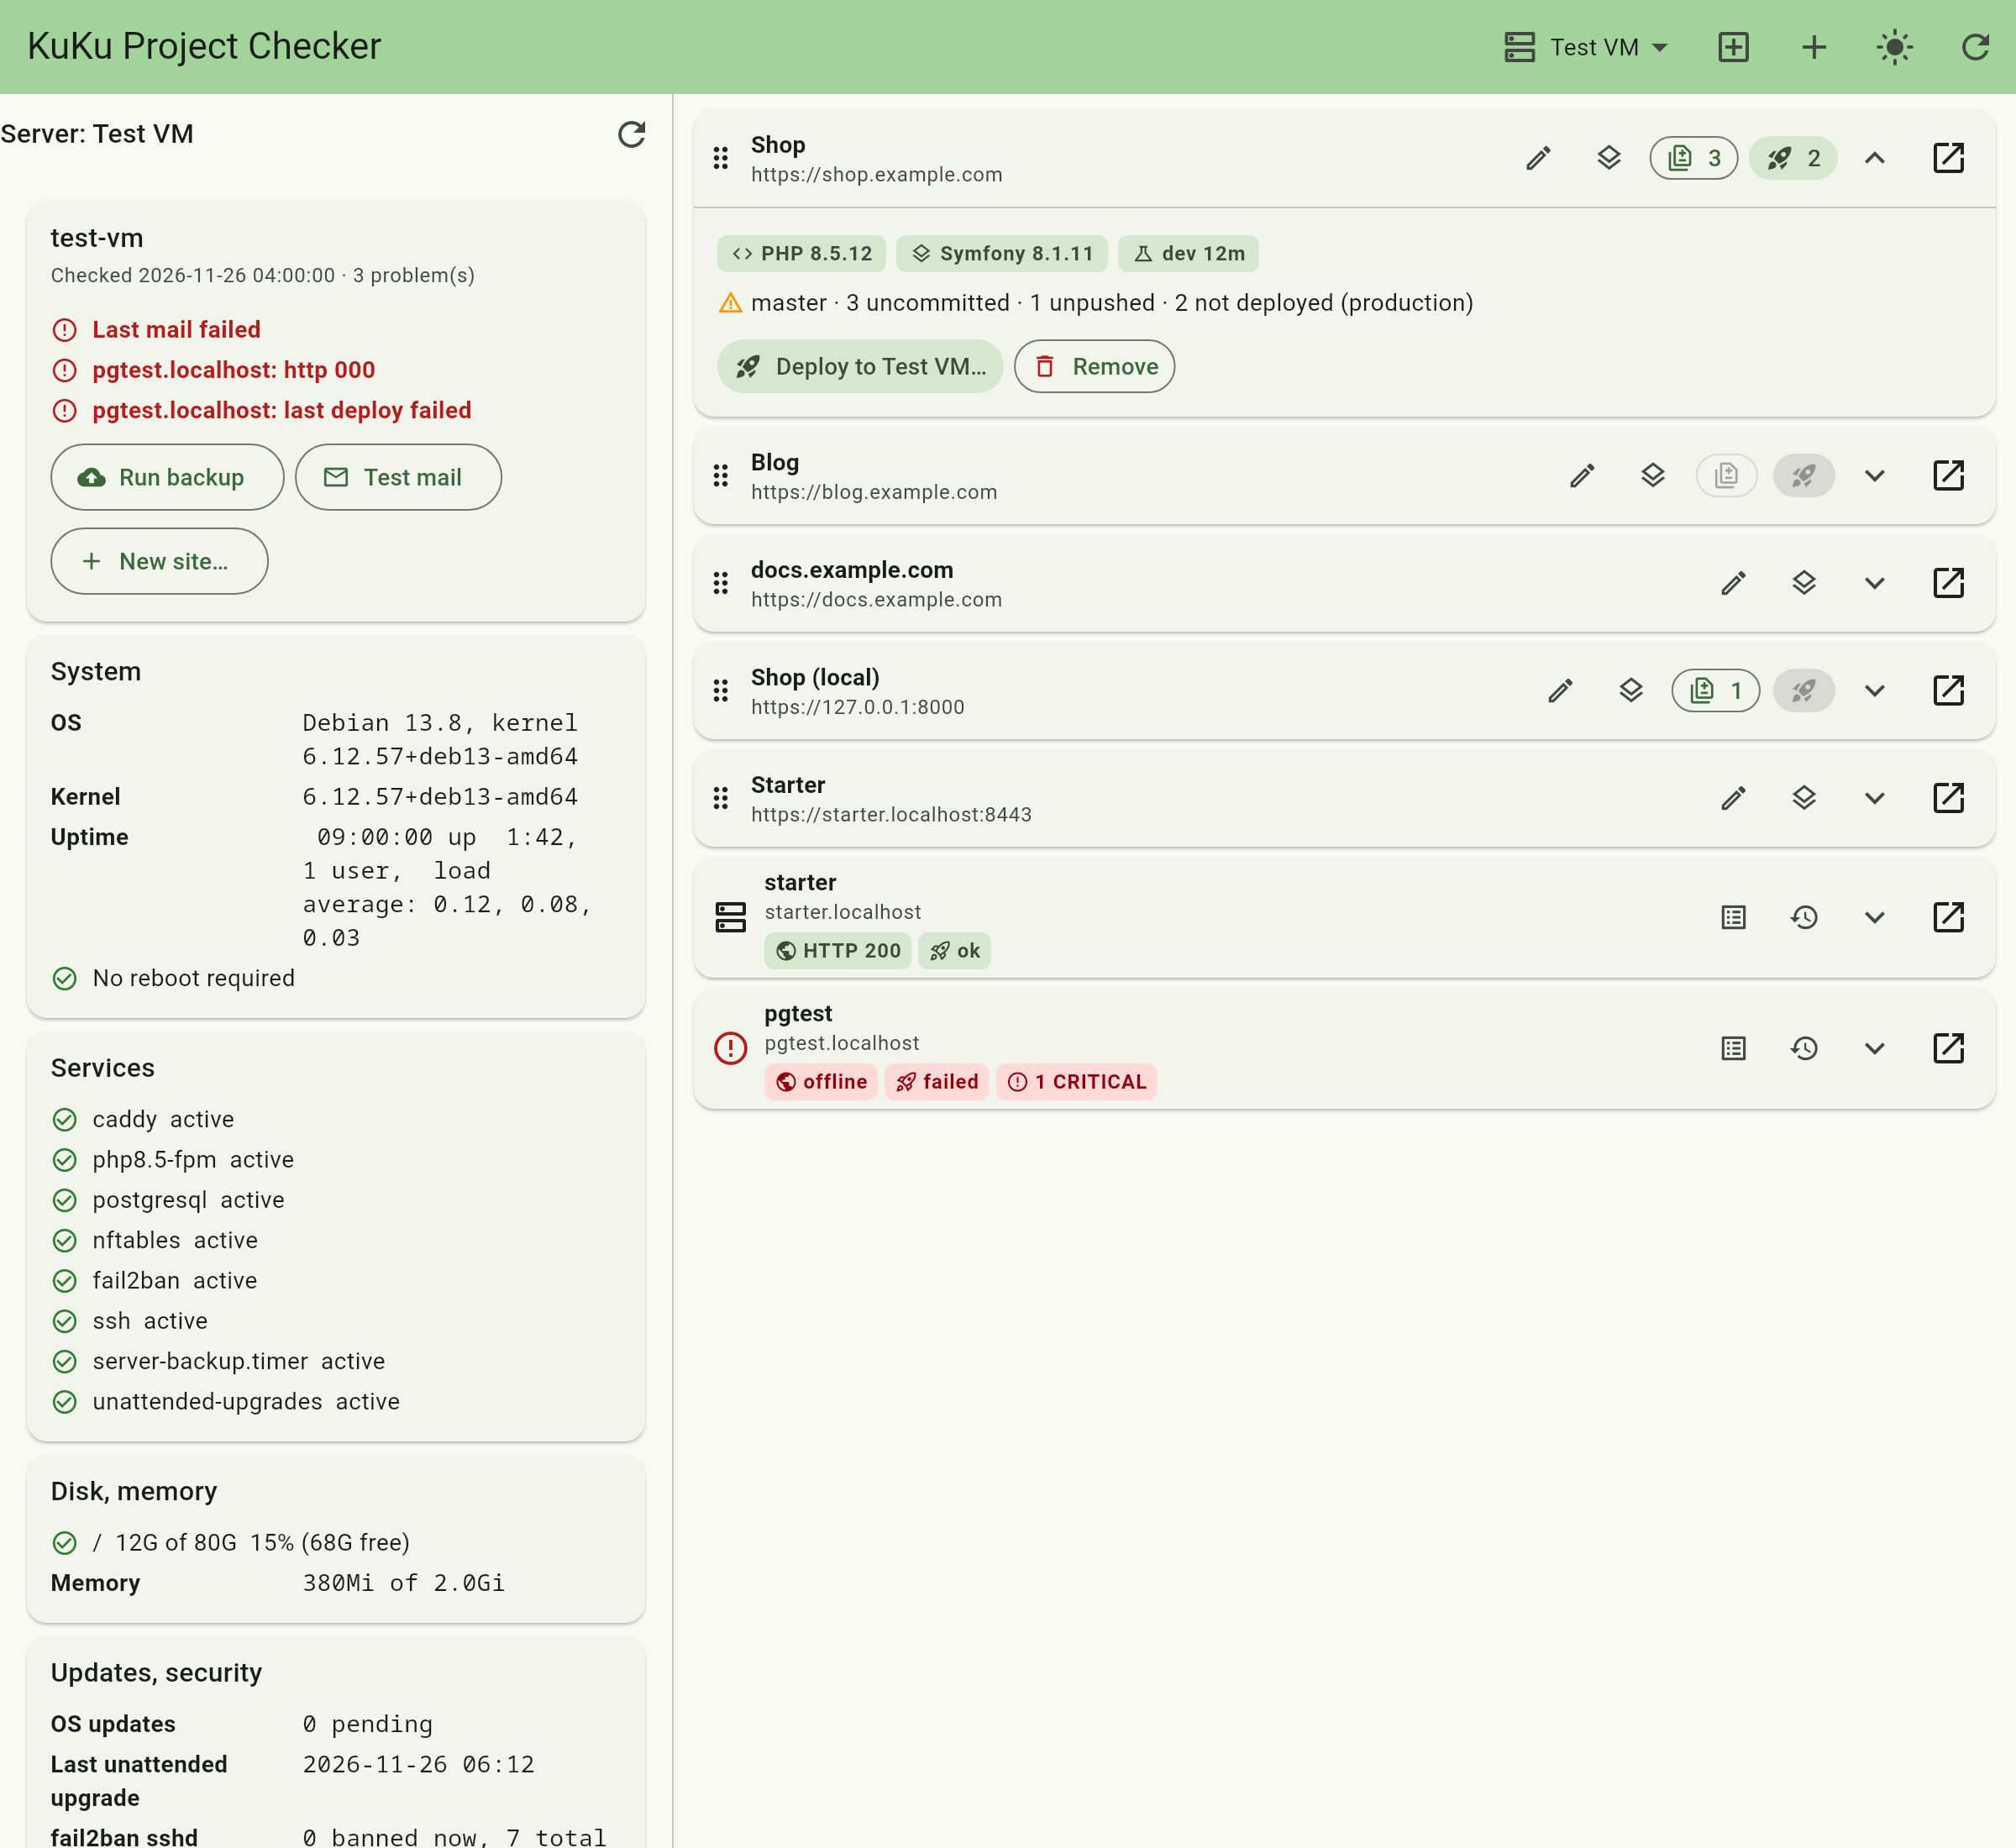 KuKu Project Checker
Test VM
Server: Test VM
test-vm
Checked 2026-11-26 04:00:00 · 3 problem(s)
Last mail failed
pgtest.localhost: http 000
pgtest.localhost: last deploy failed
Run backup
Test mail
New site…
System
OS
Debian 13.8, kernel
6.12.57+deb13-amd64
Kernel
6.12.57+deb13-amd64
Uptime
09:00:00 up  1:42,
1 user,  load
average: 0.12, 0.08,
0.03
No reboot required
Services
caddy active
php8.5-fpm active
postgresql active
nftables active
fail2ban active
ssh active
server-backup.timer active
unattended-upgrades active
Disk, memory
/ 12G of 80G 15% (68G free)
Memory
380Mi of 2.0Gi
Updates, security
OS updates
0 pending
Last unattended
upgrade
2026-11-26 06:12
fail2ban sshd
0 banned now, 7 total
Shop
https://shop.example.com
3
2
PHP 8.5.12
Symfony 8.1.11
dev 12m
master · 3 uncommitted · 1 unpushed · 2 not deployed (production)
Deploy to Test VM…
Remove
Blog
https://blog.example.com
docs.example.com
https://docs.example.com
Shop (local)
https://127.0.0.1:8000
1
Starter
https://starter.localhost:8443
starter
starter.localhost
HTTP 200
ok
pgtest
pgtest.localhost
offline
failed
1 CRITICAL